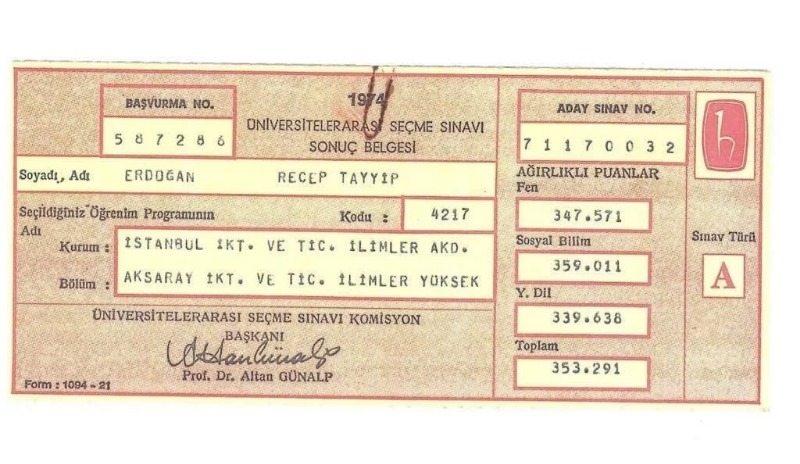 BAŞVURMA NO.
587286
1974
ÜNİVERSİTELERARASI SEÇME SINAVI
SONUÇ BELGESİ
ADAY SINAV NO.
71170032
h
Soyadı, Adı ERDOĞAN RECEP TAYYİP
AĞIRLIKLI PUANLAR
Fen
347.571
Seçildiğiniz Öğrenim Programının Kodu : 4217
Adı
Kurum : İSTANBUL İKT. VE TİC. İLİMLER AKD.
Bölüm : AKSARAY İKT. VE TİC. İLİMLER YÜKSEK
Sosyal Bilim
359.011
Sınav Türü
A
Y. Dil
339.638
Toplam
353.291
ÜNİVERSİTELERARASI SEÇME SINAVI KOMİSYON
BAŞKANI
Prof. Dr. Altan GÜNALP
Form : 1094 - 21